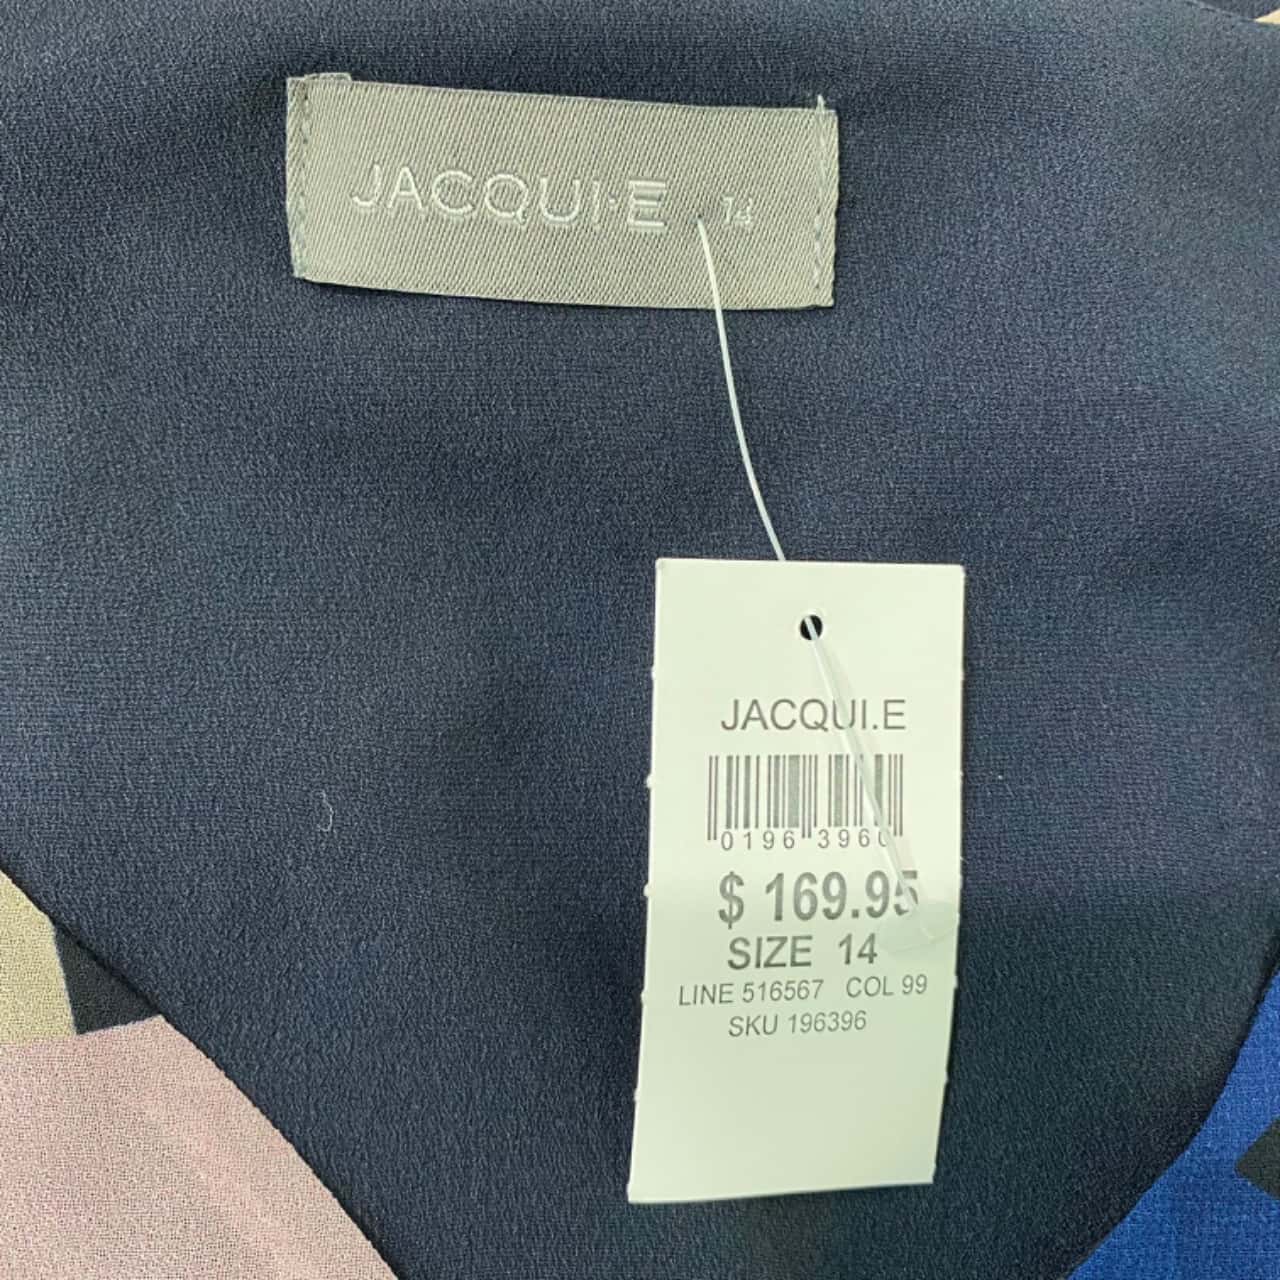 JACQUI·E 14
JACQUI.E
0196 3960
$ 169.95
SIZE 14
LINE 516567 COL 99
SKU 196396